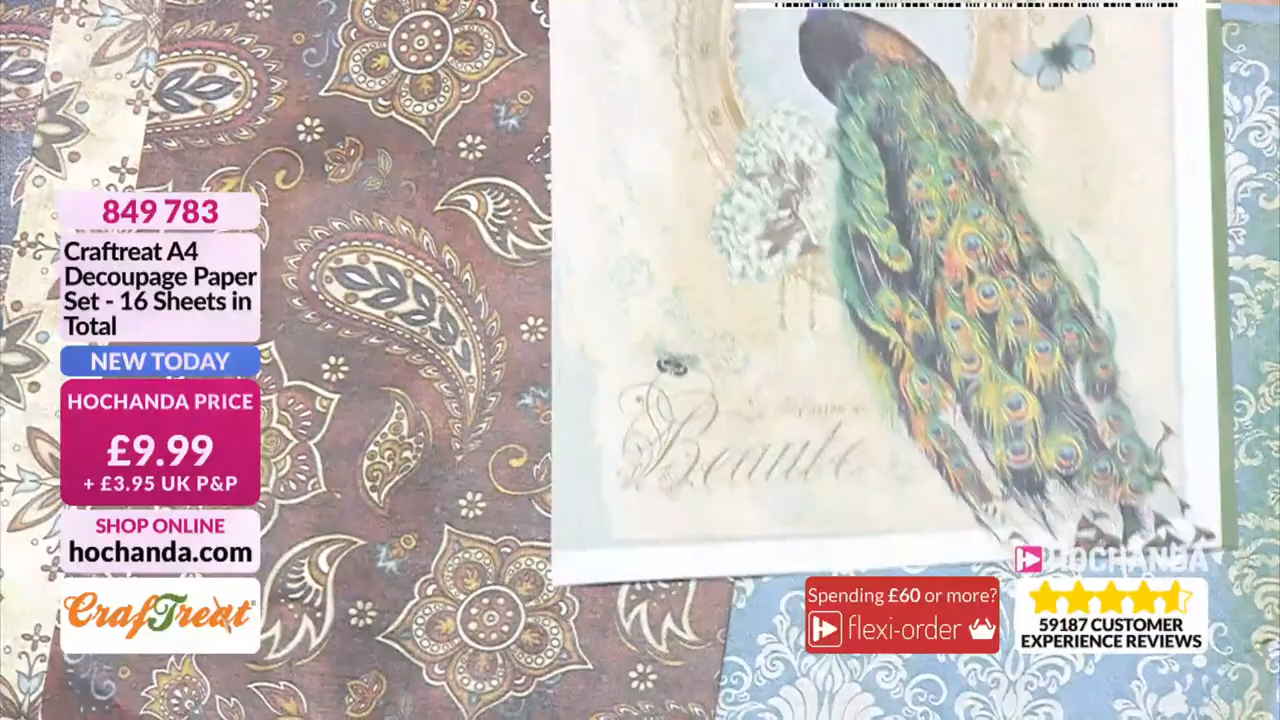 849 783
Craftreat A4
Decoupage Paper
Set - 16 Sheets in
Total
NEW TODAY
HOCHANDA PRICE
£9.99
+ £3.95 UK P&P
SHOP ONLINE
hochanda.com
CrafTreat
Beauté
HOCHANDA
Spending £60 or more?
flexi-order
59187 CUSTOMER
EXPERIENCE REVIEWS